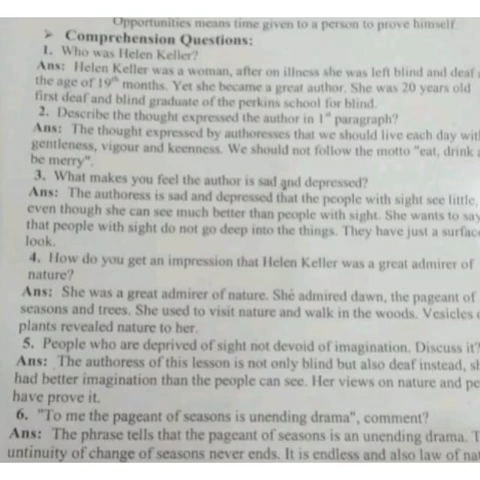 Opportunities means time given to a person to prove himself.
➢ Comprehension Questions:
1. Who was Helen Keller?
Ans: Helen Keller was a woman, after on illness she was left blind and deaf
the age of 19th months. Yet she became a great author. She was 20 years old
first deaf and blind graduate of the perkins school for blind.
2. Describe the thought expressed the author in 1st paragraph?
Ans: The thought expressed by authoresses that we should live each day wit
gentleness, vigour and keenness. We should not follow the motto "eat, drink
be merry".
3. What makes you feel the author is sad and depressed?
Ans: The authoress is sad and depressed that the people with sight see little,
even though she can see much better than people with sight. She wants to say
that people with sight do not go deep into the things. They have just a surface
look.
4. How do you get an impression that Helen Keller was a great admirer of
nature?
Ans: She was a great admirer of nature. She admired dawn, the pageant of
seasons and trees. She used to visit nature and walk in the woods. Vesicles
plants revealed nature to her.
5. People who are deprived of sight not devoid of imagination. Discuss it?
Ans: The authoress of this lesson is not only blind but also deaf instead, sh
had better imagination than the people can see. Her views on nature and pe
have prove it.
6. "To me the pageant of seasons is unending drama", comment?
Ans: The phrase tells that the pageant of seasons is an unending drama. T
untinuity of change of seasons never ends. It is endless and also law of nat